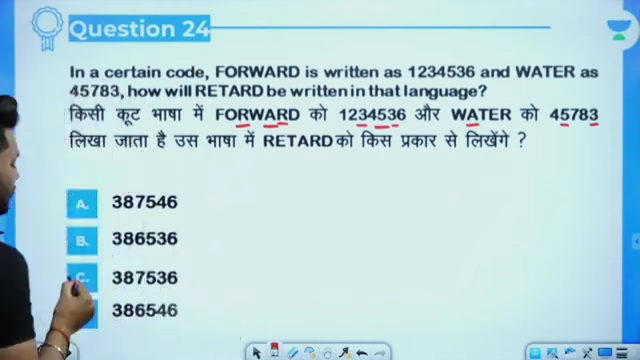 Question 24
In a certain code, FORWARD is written as 1234536 and WATER as
45783, how will RETARD be written in that language?
किसी कूट भाषा में FORWARD को 1234536 और WATER को 45783
लिखा जाता है उस भाषा में RETARD को किस प्रकार से लिखेंगे ?
A. 387546
B. 386536
C. 387536
386546